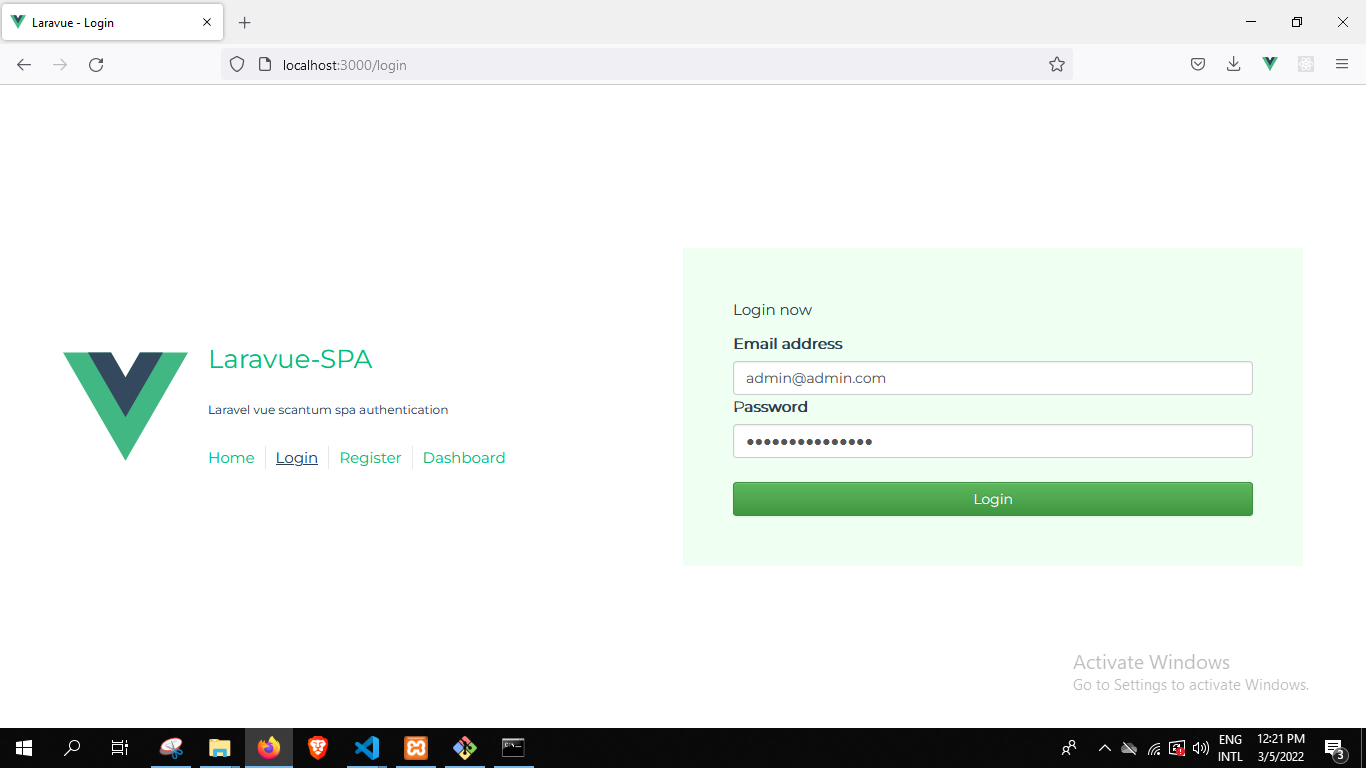 Laravue - Login
localhost:3000/login
Laravue-SPA
Laravel vue scantum spa authentication
Home Login Register Dashboard
Login now
Email address
admin@admin.com
Password
Login
Activate Windows
Go to Settings to activate Windows.
ENG
INTL
12:21 PM
3/5/2022
3